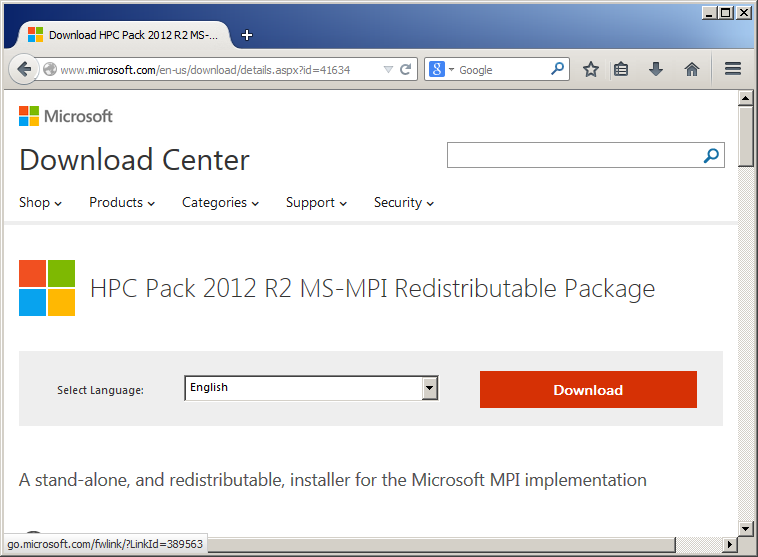 Download HPC Pack 2012 R2 MS-...
www.microsoft.com/en-us/download/details.aspx?id=41634
Google
Microsoft
Download Center
Shop Products Categories Support Security
HPC Pack 2012 R2 MS-MPI Redistributable Package
Select Language: English Download
A stand-alone, and redistributable, installer for the Microsoft MPI implementation
go.microsoft.com/fwlink/?LinkId=389563